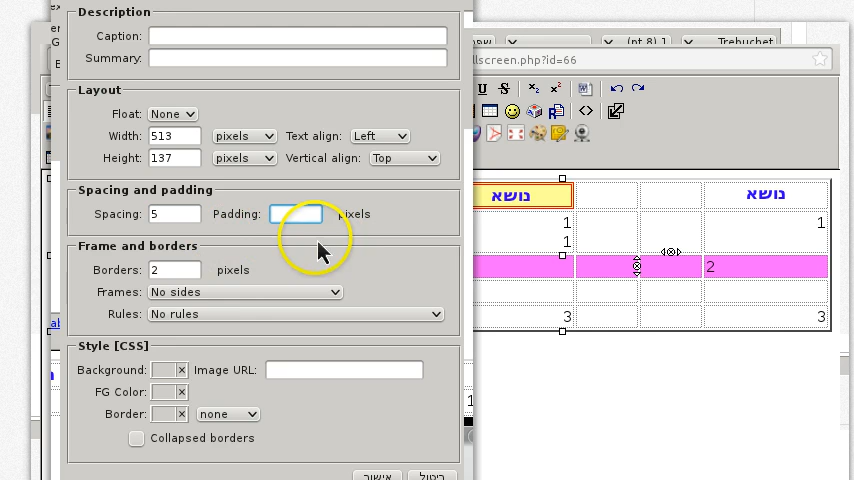 Description
Caption:
Summary:
Layout
Float: None
Width: 513 pixels Text align: Left
Height: 137 pixels Vertical align: Top
Spacing and padding
Spacing: 5 Padding: pixels
Frame and borders
Borders: 2 pixels
Frames: No sides
Rules: No rules
Style [CSS]
Background: x Image URL:
FG Color: x
Border: x none
Collapsed borders
אישור ביטול
(pt 8) 1 Trebuchet
llscreen.php?id=66
U S x₂ x²
נושא נושא
1 1
1
2
3 3
1